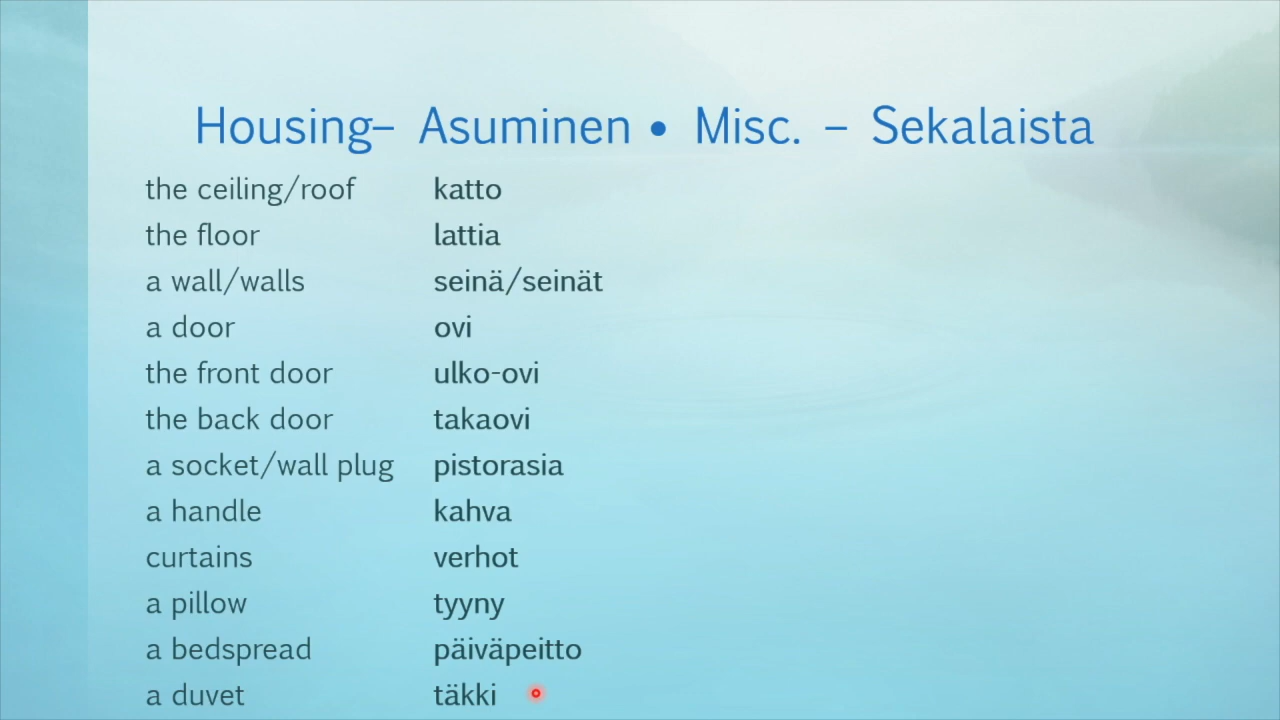 Housing– Asuminen • Misc. – Sekalaista
the ceiling/roof katto
the floor lattia
a wall/walls seinä/seinät
a door ovi
the front door ulko-ovi
the back door takaovi
a socket/wall plug pistorasia
a handle kahva
curtains verhot
a pillow tyyny
a bedspread päiväpeitto
a duvet täkki